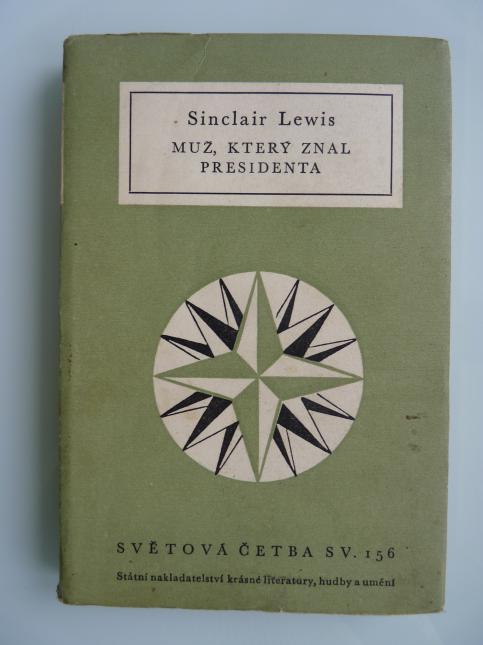 Sinclair Lewis
MUŽ, KTERÝ ZNAL
PRESIDENTA
SVĚTOVÁ ČETBA SV. 156
Státní nakladatelství krásné literatury, hudby a umění